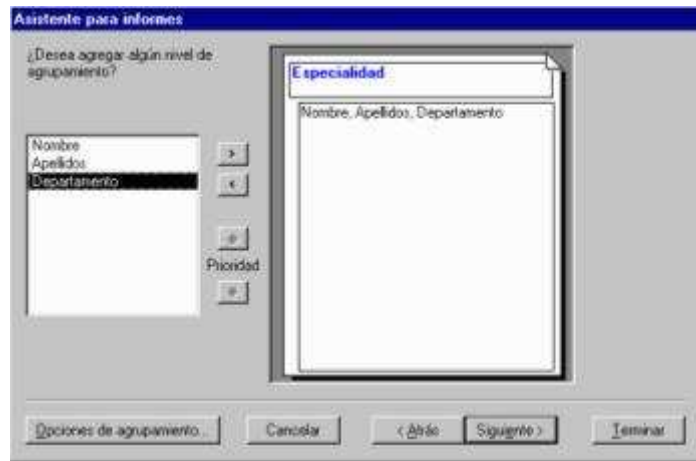 Asistente para informes
¿Desea agregar algún nivel de
agrupamiento?
Especialidad
Nombre, Apellidos, Departamento
Nombre
Apellidos
Departamento
>
<
Prioridad
Opciones de agrupamiento...
Cancelar
< Atrás
Siguiente >
Terminar